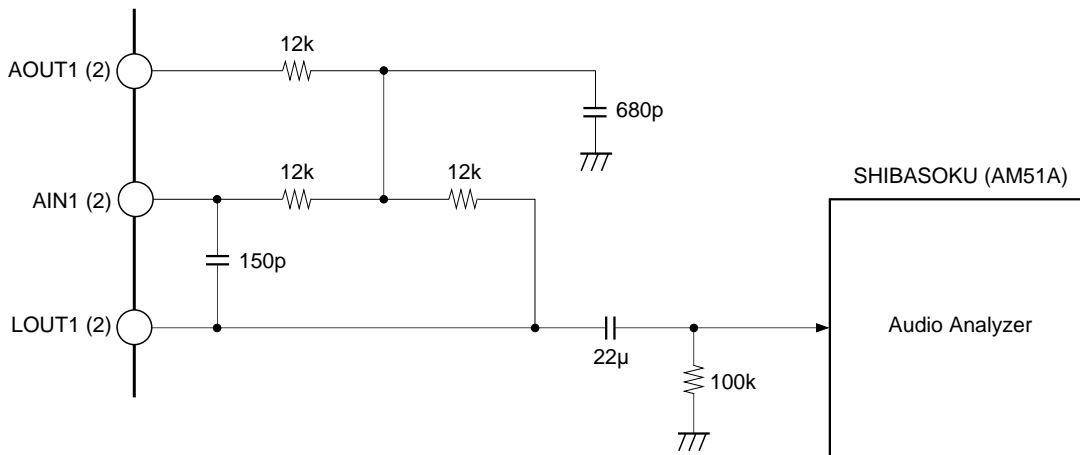 12k
AOUT1 (2)
680p
12k
12k
SHIBASOKU (AM51A)
AIN1 (2)
150p
LOUT1 (2)
Audio Analyzer
22μ
100k